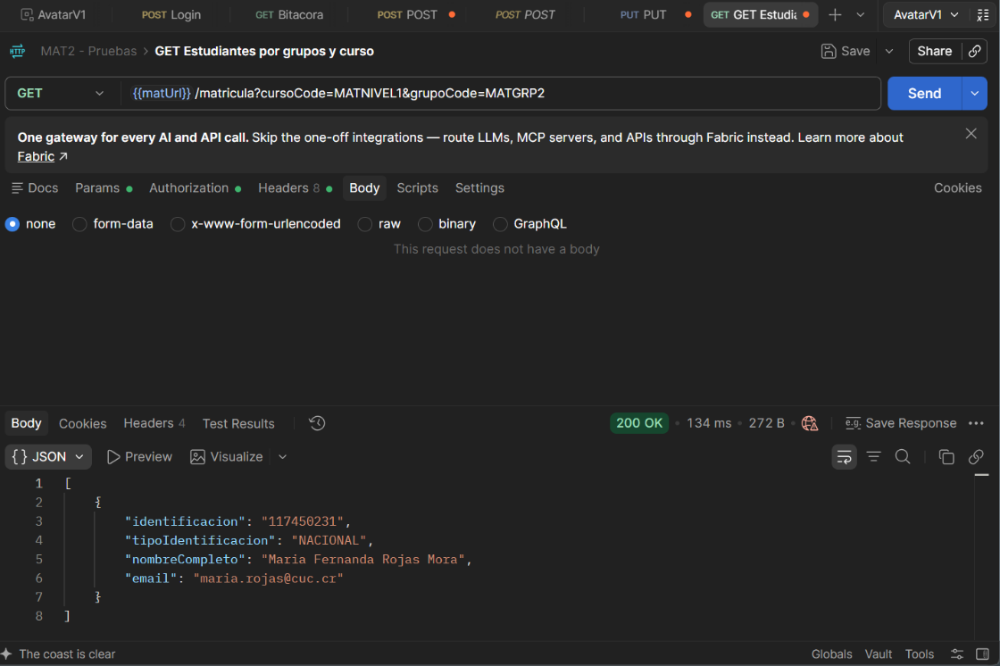 AvatarV1 POST Login GET Bitacora POST POST POST POST PUT PUT GET GET Estudia AvatarV1
HTTP MAT2 - Pruebas > GET Estudiantes por grupos y curso Save Share
GET {{matUrl}} /matricula?cursoCode=MATNIVEL1&grupoCode=MATGRP2 Send
One gateway for every AI and API call. Skip the one-off integrations — route LLMs, MCP servers, and APIs through Fabric instead. Learn more about
Fabric ↗
Docs Params Authorization Headers 8 Body Scripts Settings Cookies
none form-data x-www-form-urlencoded raw binary GraphQL
This request does not have a body
Body Cookies Headers 4 Test Results 200 OK • 134 ms • 272 B • e.g. Save Response
{ } JSON Preview Visualize
1 [
2 {
3 "identificacion": "117450231",
4 "tipoIdentificacion": "NACIONAL",
5 "nombreCompleto": "Maria Fernanda Rojas Mora",
6 "email": "maria.rojas@cuc.cr"
7 }
8 ]
The coast is clear Globals Vault Tools